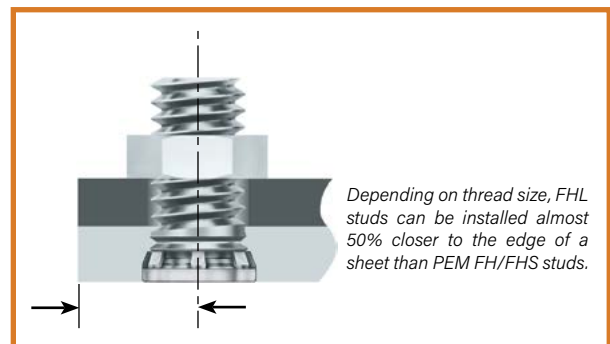 Depending on thread size, FHL
studs can be installed almost
50% closer to the edge of a
sheet than PEM FH/FHS studs.